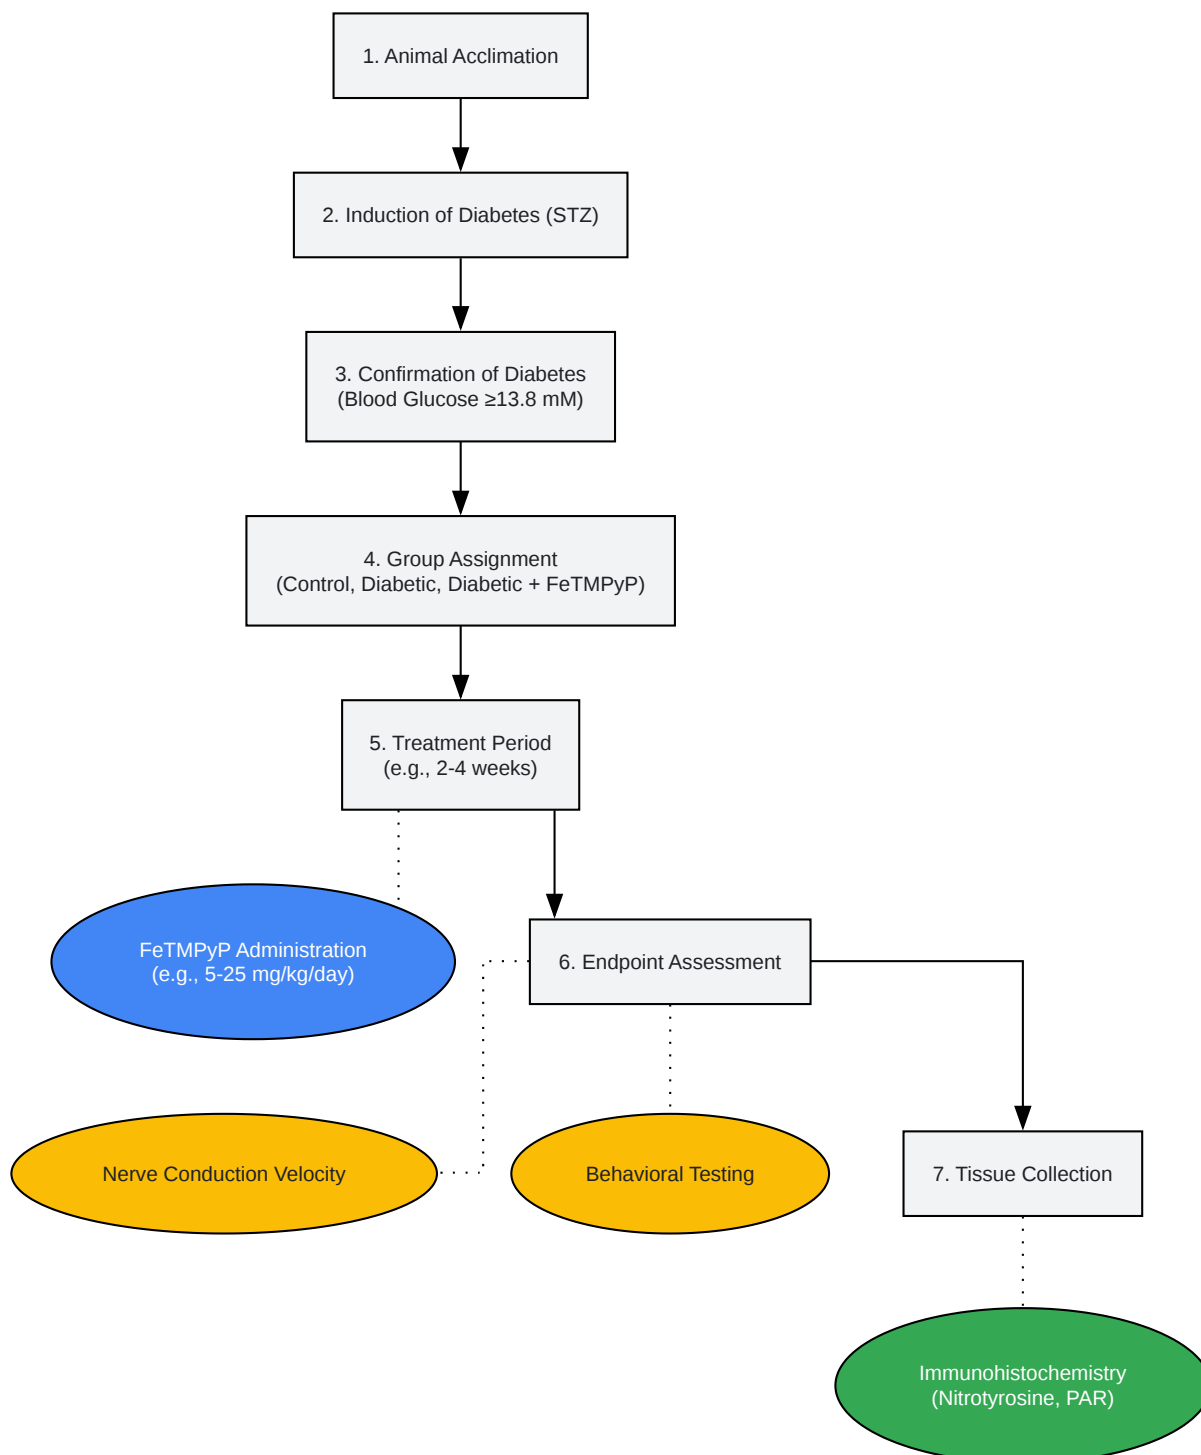 1. Animal Acclimation
2. Induction of Diabetes (STZ)
3. Confirmation of Diabetes
(Blood Glucose ≥13.8 mM)
4. Group Assignment
(Control, Diabetic, Diabetic + FeTMPyP)
5. Treatment Period
(e.g., 2-4 weeks)
FeTMPyP Administration
(e.g., 5-25 mg/kg/day)
6. Endpoint Assessment
Nerve Conduction Velocity
Behavioral Testing
7. Tissue Collection
Immunohistochemistry
(Nitrotyrosine, PAR)